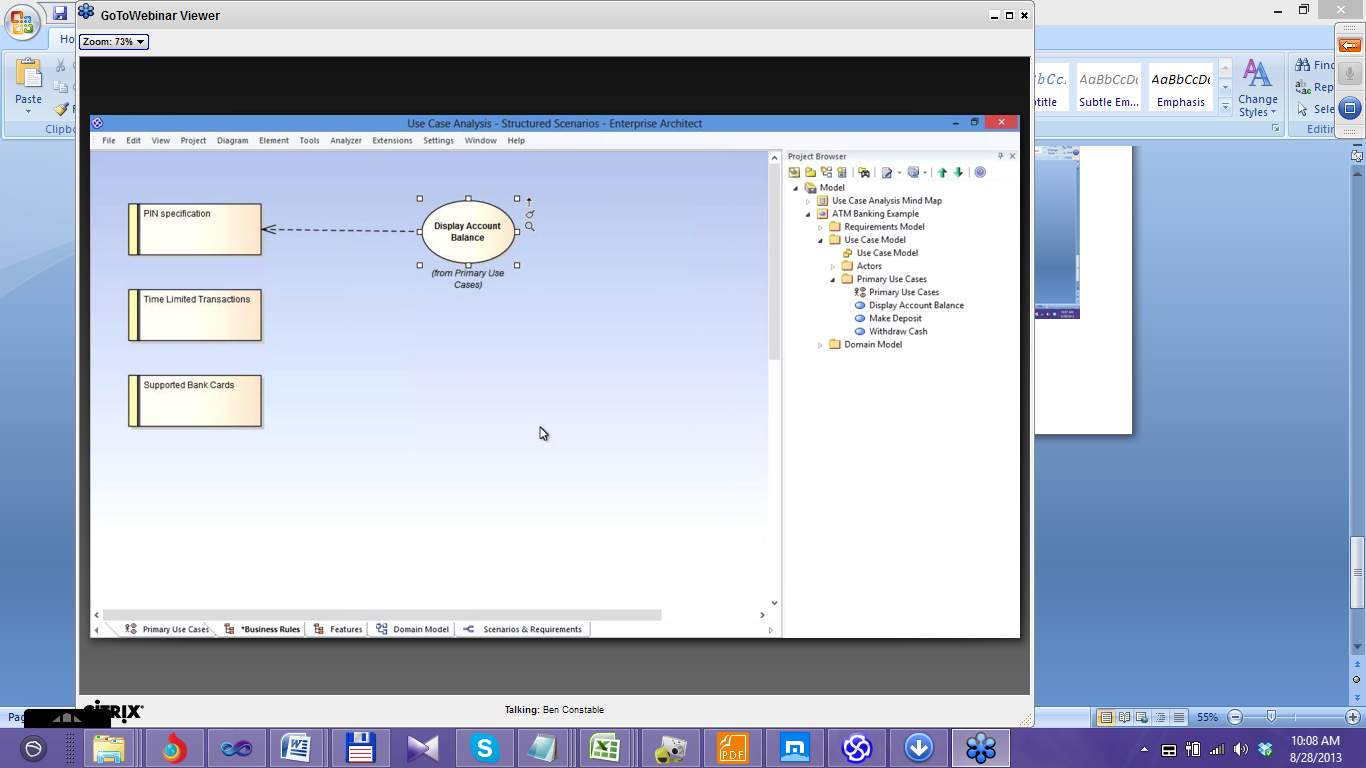 GoToWebinar Viewer
Zoom: 73%
Paste
Subtle Em...
Emphasis
Change
Styles
AaBbCcDc
AaBbCcDc
Use Case Analysis - Structured Scenarios - Enterprise Architect
File Edit View Project Diagram Element Tools Analyzer Extensions Settings Window Help
PIN specification
Time Limited Transactions
Supported Bank Cards
Display Account
Balance
(from Primary Use
Cases)
Project Browser
Model
Use Case Analysis Mind Map
ATM Banking Example
Requirements Model
Use Case Model
Use Case Model
Actors
Primary Use Cases
Primary Use Cases
Display Account Balance
Make Deposit
Withdraw Cash
Domain Model
Primary Use Cases
*Business Rules
Features
Domain Model
Scenarios & Requirements
Talking: Ben Constable
55%
PDF
10:08 AM
8/28/2013